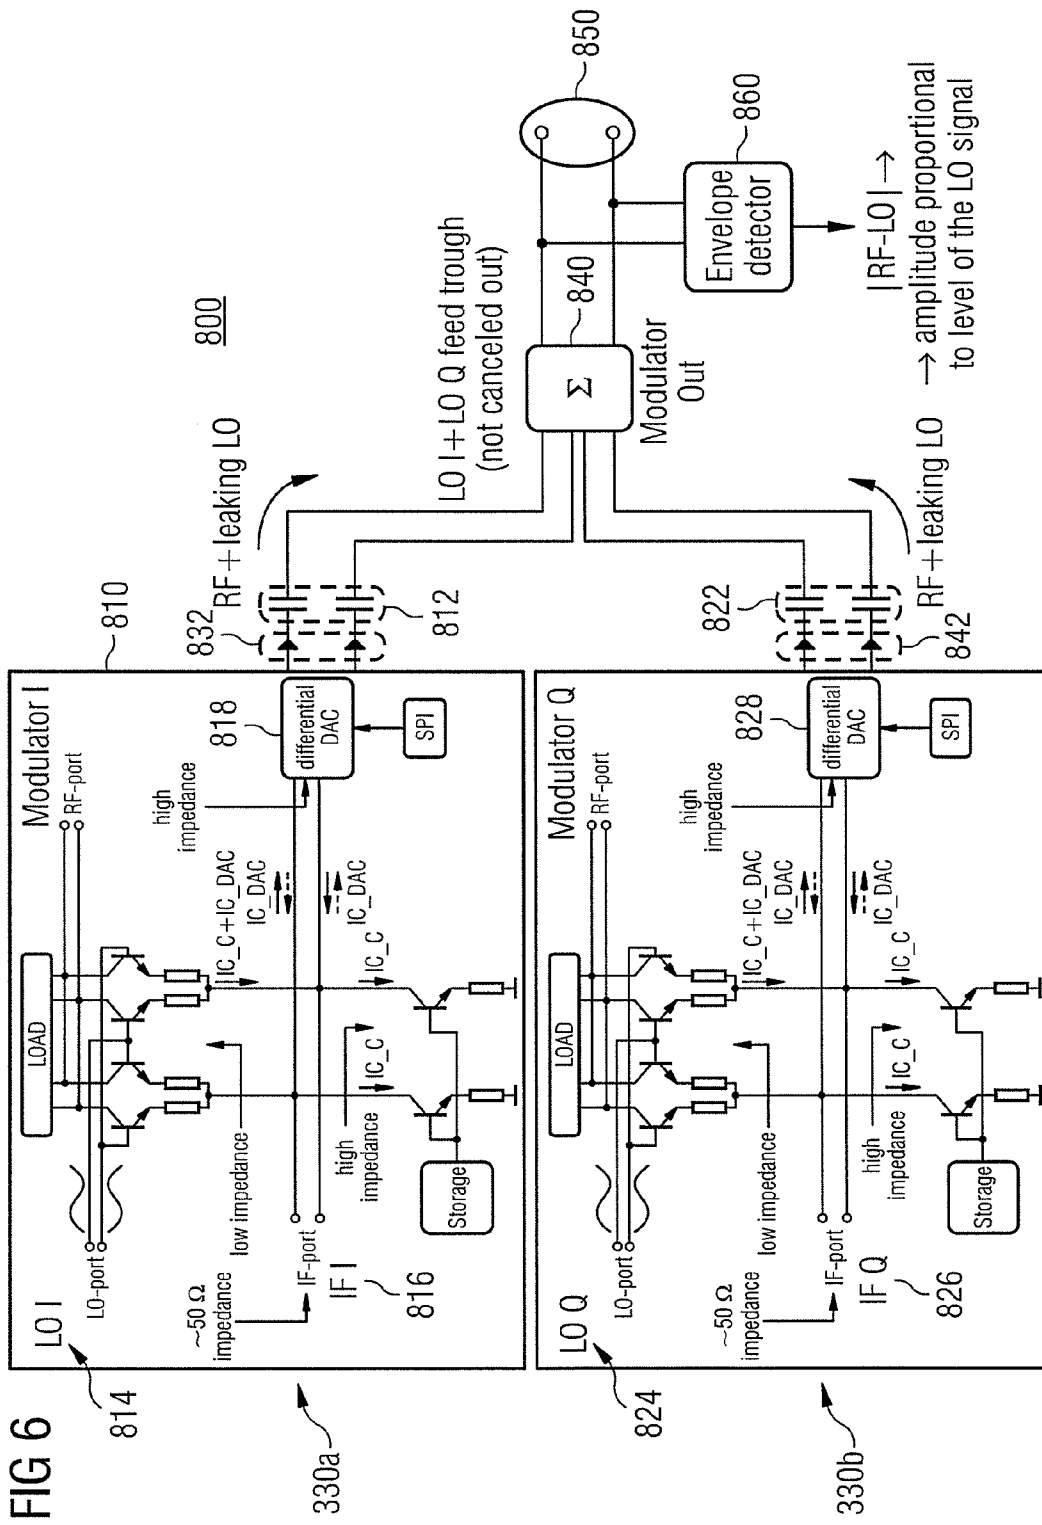 FIG 6
800
330a
814
LO I
Modulator I
810
LOAD
RF-port
LO-port
low impedance
~50 Ω
impedance
IF-port
IF I
816
high
impedance
IC_C
IC_C
IC_C+IC_DAC
IC_DAC
IC_DAC
high
impedance
818
differential
DAC
SPI
Storage
832
812
RF+leaking LO
330b
824
LO Q
Modulator Q
LOAD
RF-port
LO-port
low impedance
~50 Ω
impedance
IF-port
IF Q
826
high
impedance
IC_C
IC_C
IC_C+IC_DAC
IC_DAC
IC_DAC
high
impedance
828
differential
DAC
SPI
Storage
822
842
RF+leaking LO
LO I+LO Q feed trough
(not canceled out)
840
Σ
Modulator
Out
850
860
Envelope
detector
|RF-LO| →
→ amplitude proportional
to level of the LO signal